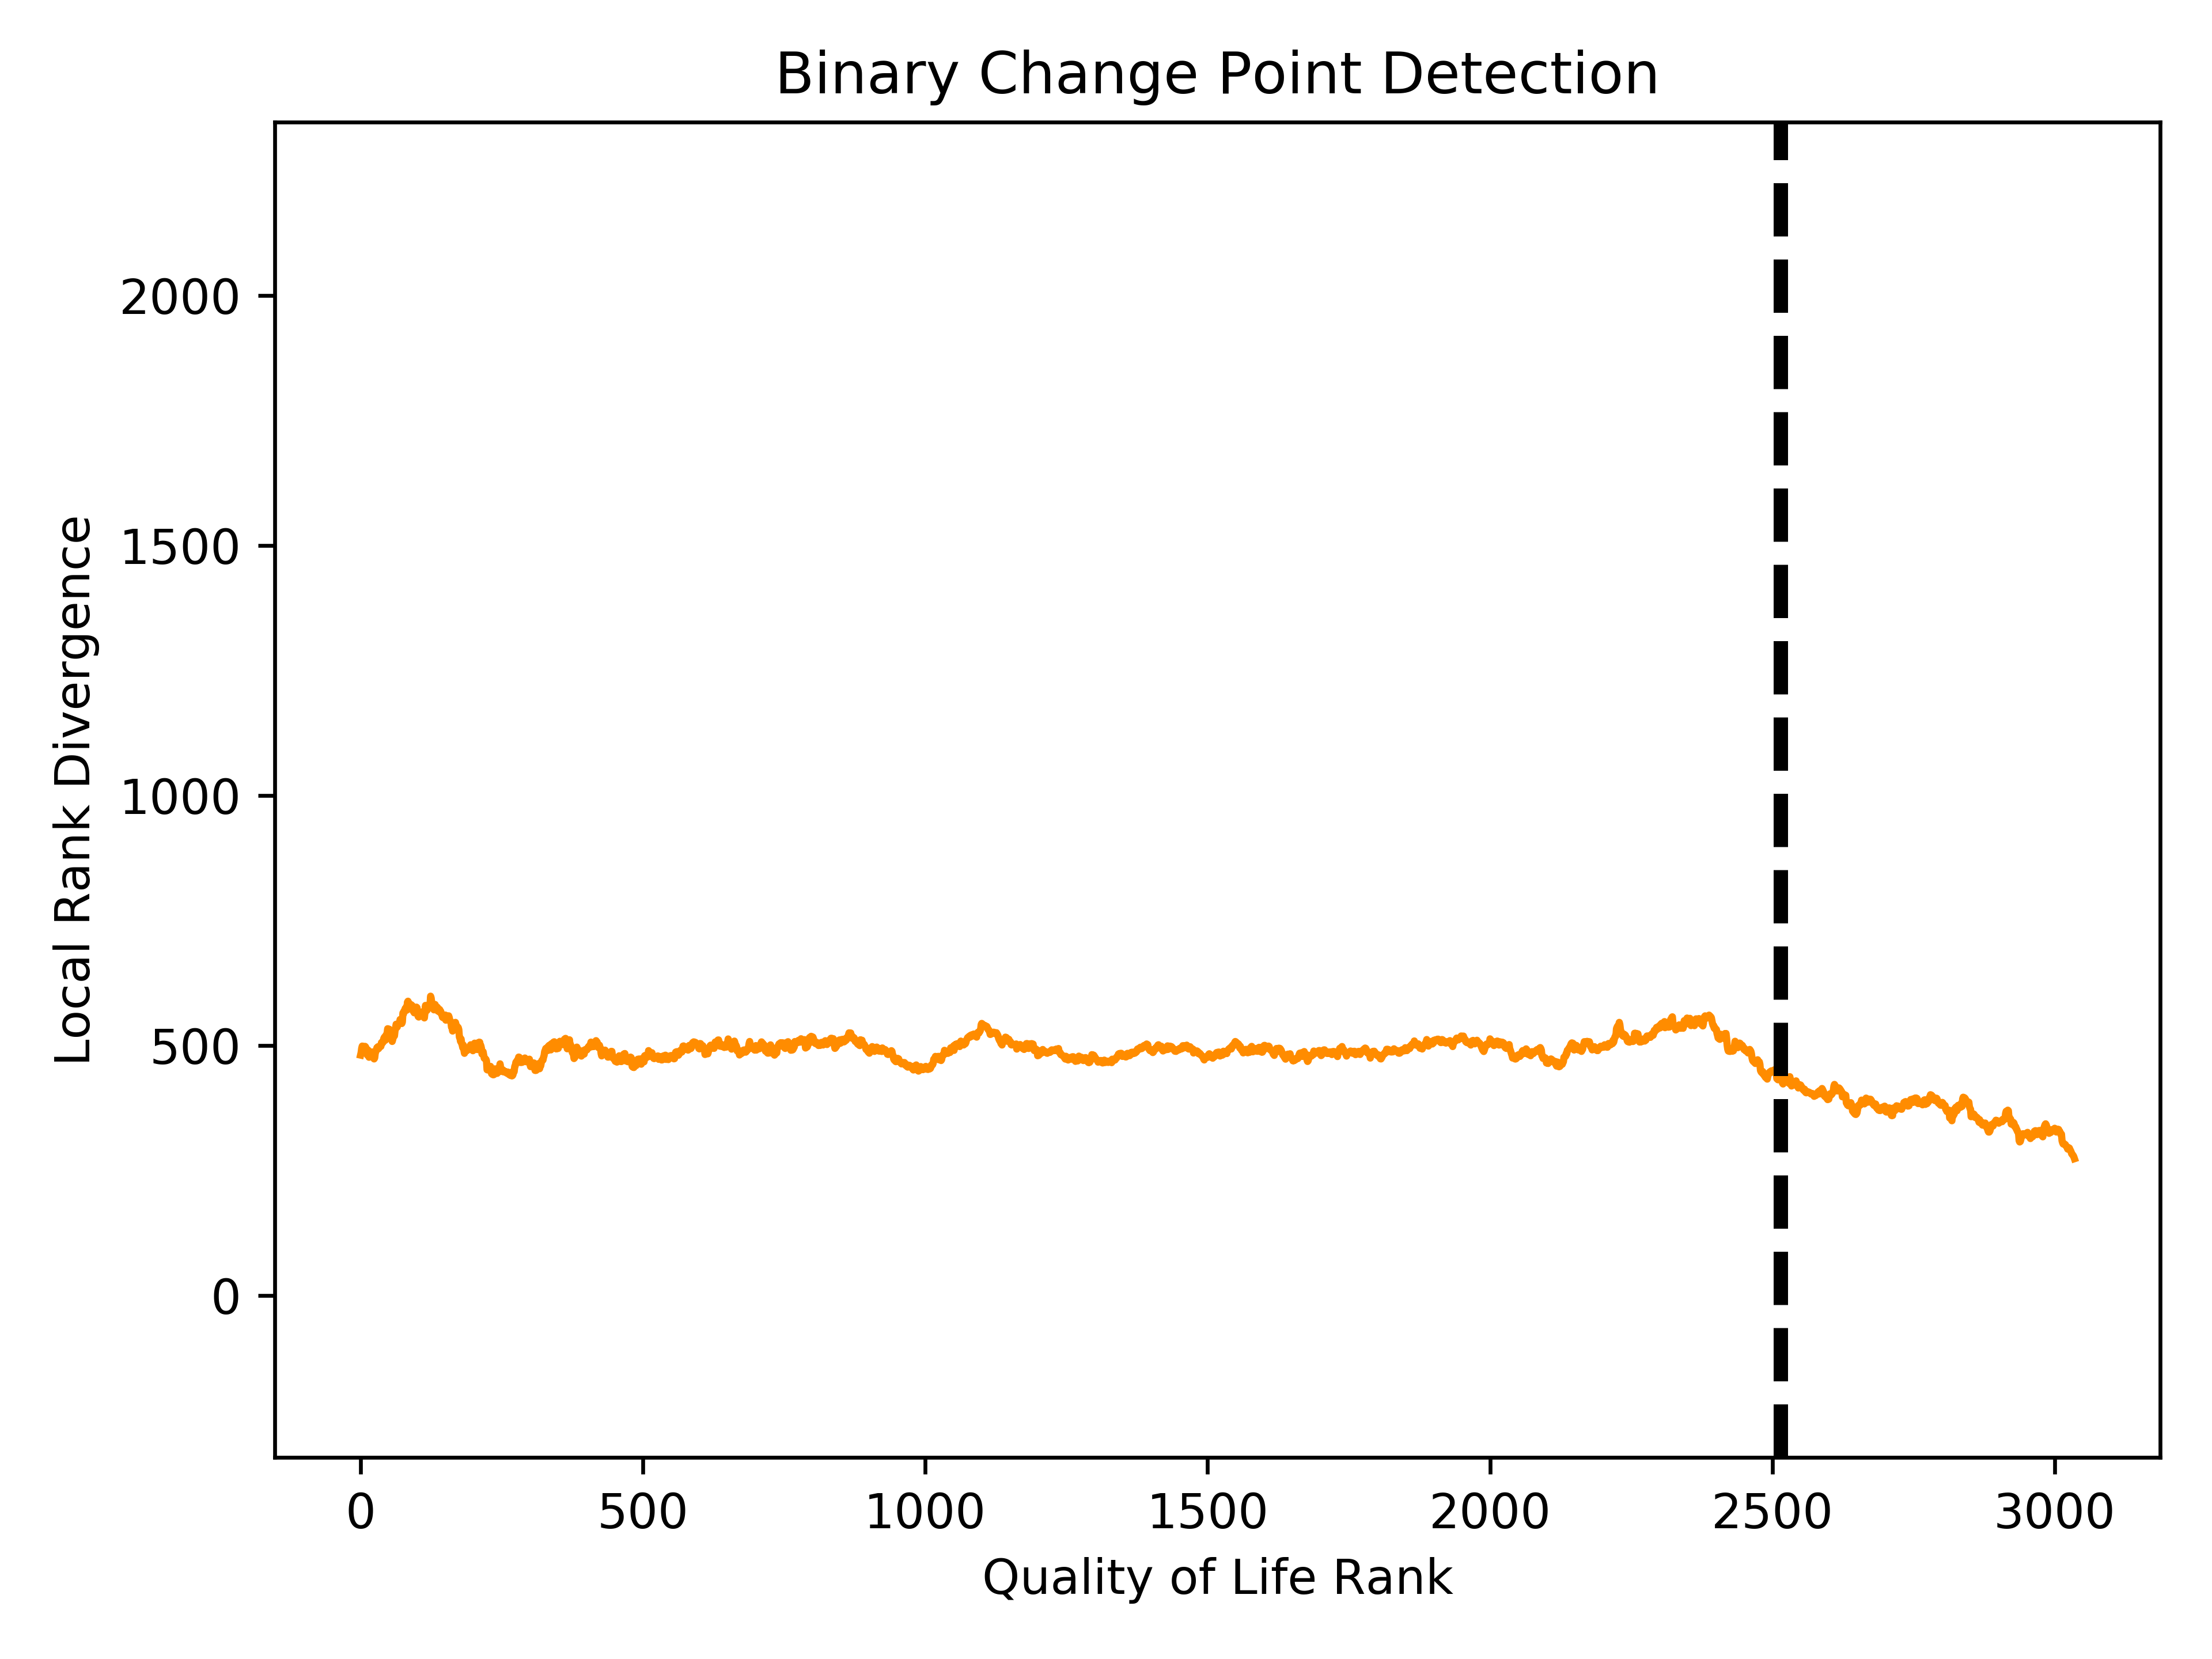 Binary Change Point Detection
Local Rank Divergence
2000
1500
1000
500
0
0 500 1000 1500 2000 2500 3000
Quality of Life Rank